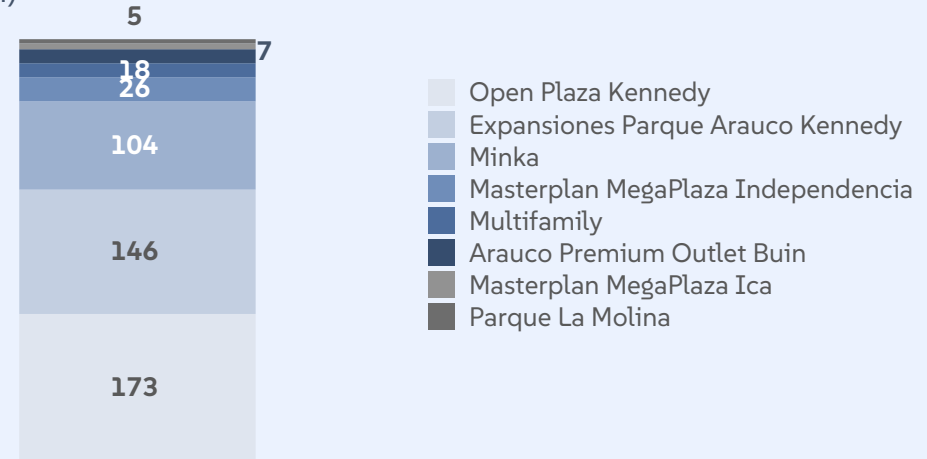 5
7
18
26
104
146
173
Open Plaza Kennedy
Expansiones Parque Arauco Kennedy
Minka
Masterplan MegaPlaza Independencia
Multifamily
Arauco Premium Outlet Buin
Masterplan MegaPlaza Ica
Parque La Molina